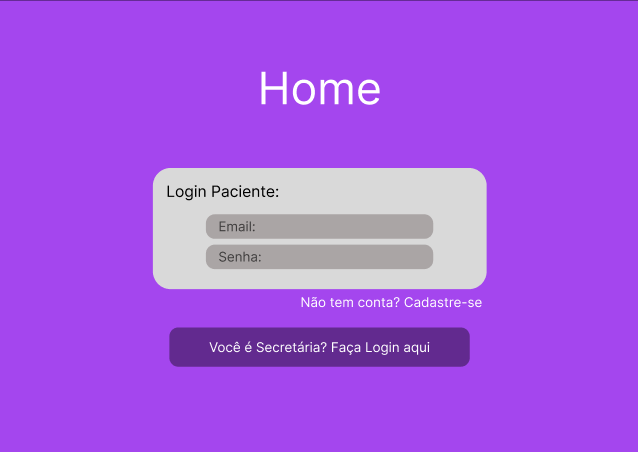 Home
Login Paciente:
Email:
Senha:
Não tem conta? Cadastre-se
Você é Secretária? Faça Login aqui